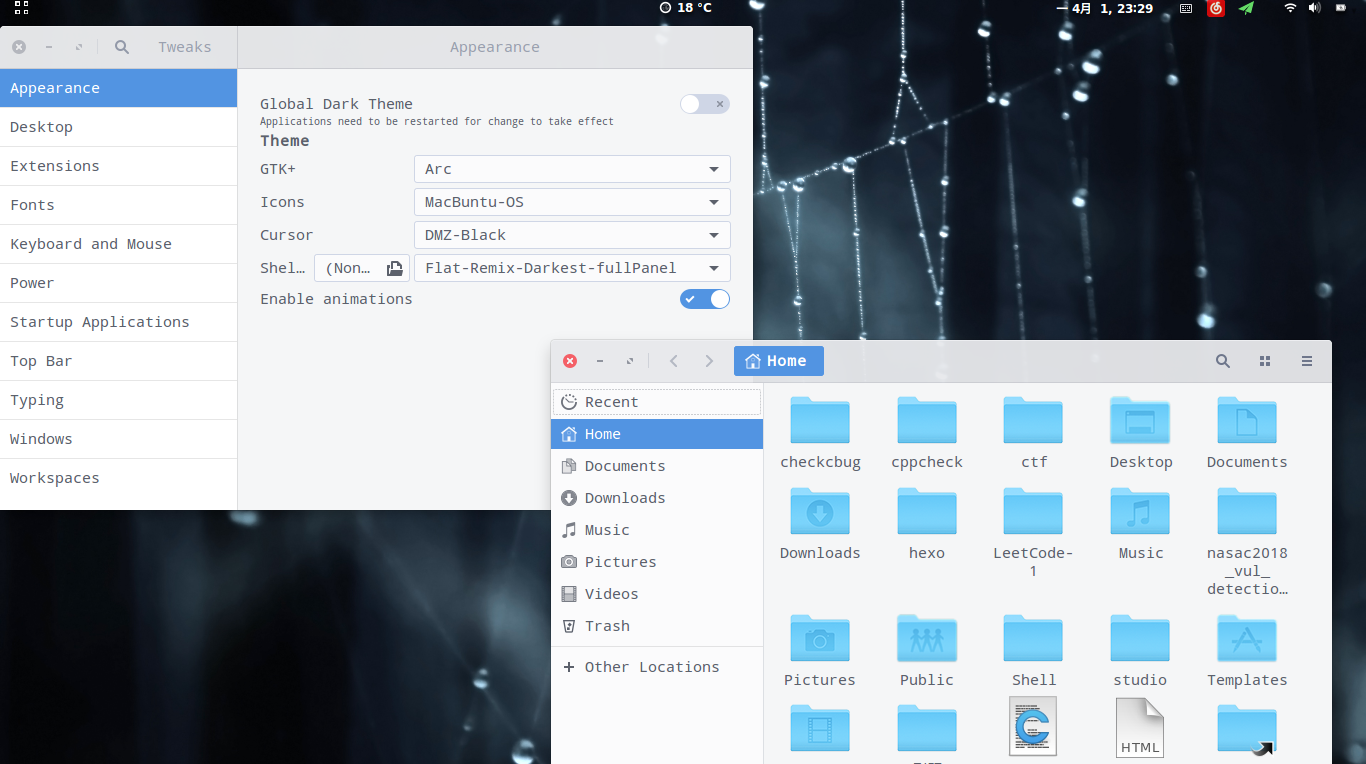 18 °C
一 4月 1, 23:29
Tweaks
Appearance
Appearance
Desktop
Extensions
Fonts
Keyboard and Mouse
Power
Startup Applications
Top Bar
Typing
Windows
Workspaces
Global Dark Theme
Applications need to be restarted for change to take effect
Theme
GTK+
Arc
Icons
MacBuntu-OS
Cursor
DMZ-Black
Shel…
(Non…
Flat-Remix-Darkest-fullPanel
Enable animations
Home
Recent
Home
Documents
Downloads
Music
Pictures
Videos
Trash
Other Locations
checkcbug
cppcheck
ctf
Desktop
Documents
Downloads
hexo
LeetCode-
1
Music
nasac2018
_vul_
detectio…
Pictures
Public
Shell
studio
Templates
HTML